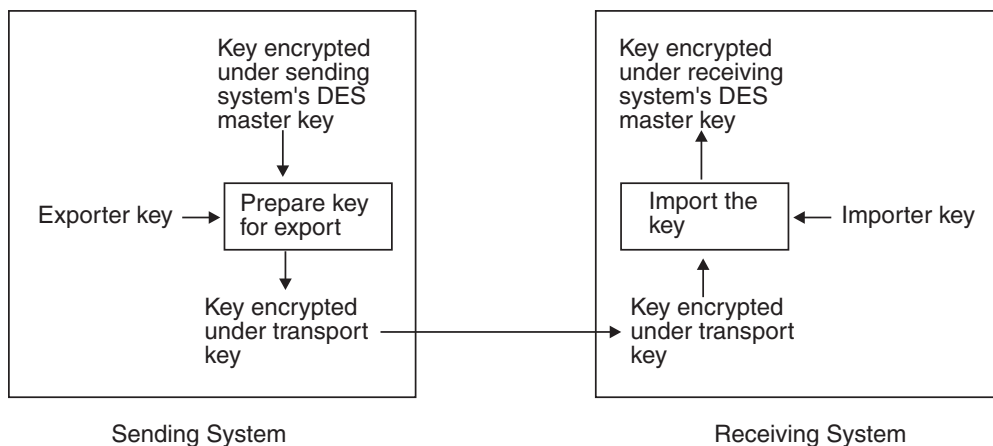 Key encrypted
under sending
system's DES
master key
Exporter key
Prepare key
for export
Key encrypted
under transport
key
Sending System
Key encrypted
under receiving
system's DES
master key
Import the
key
Importer key
Key encrypted
under transport
key
Receiving System